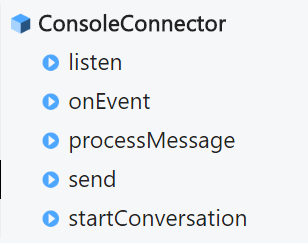 ConsoleConnector
listen
onEvent
processMessage
send
startConversation